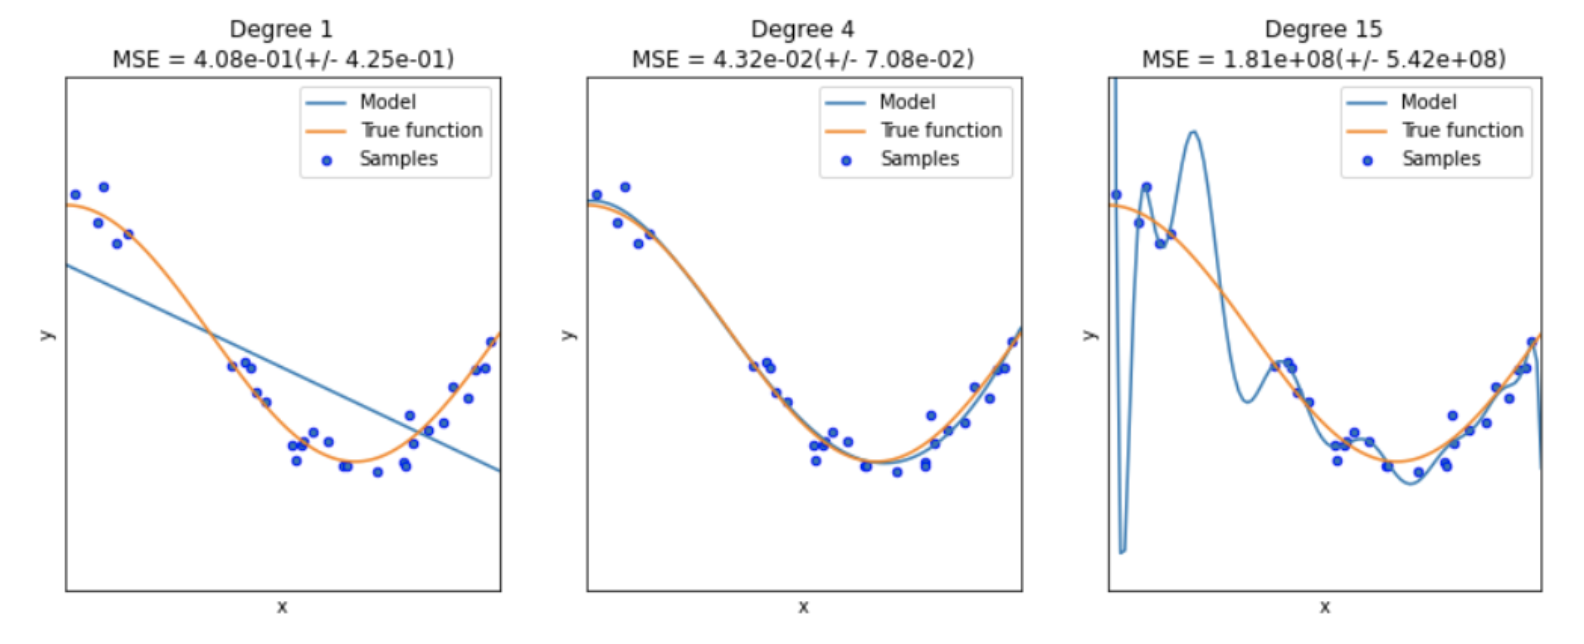 Degree 1
MSE = 4.08e-01(+/- 4.25e-01)
Model
True function
Samples
y
x
Degree 4
MSE = 4.32e-02(+/- 7.08e-02)
Model
True function
Samples
y
x
Degree 15
MSE = 1.81e+08(+/- 5.42e+08)
Model
True function
Samples
y
x